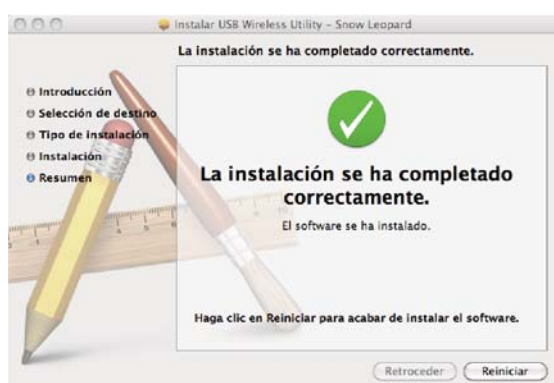 Instalar USB Wireless Utility – Snow Leopard
La instalación se ha completado correctamente.
Introducción
Selección de destino
Tipo de instalación
Instalación
Resumen
La instalación se ha completado
correctamente.
El software se ha instalado.
Haga clic en Reiniciar para acabar de instalar el software.
Retroceder
Reiniciar